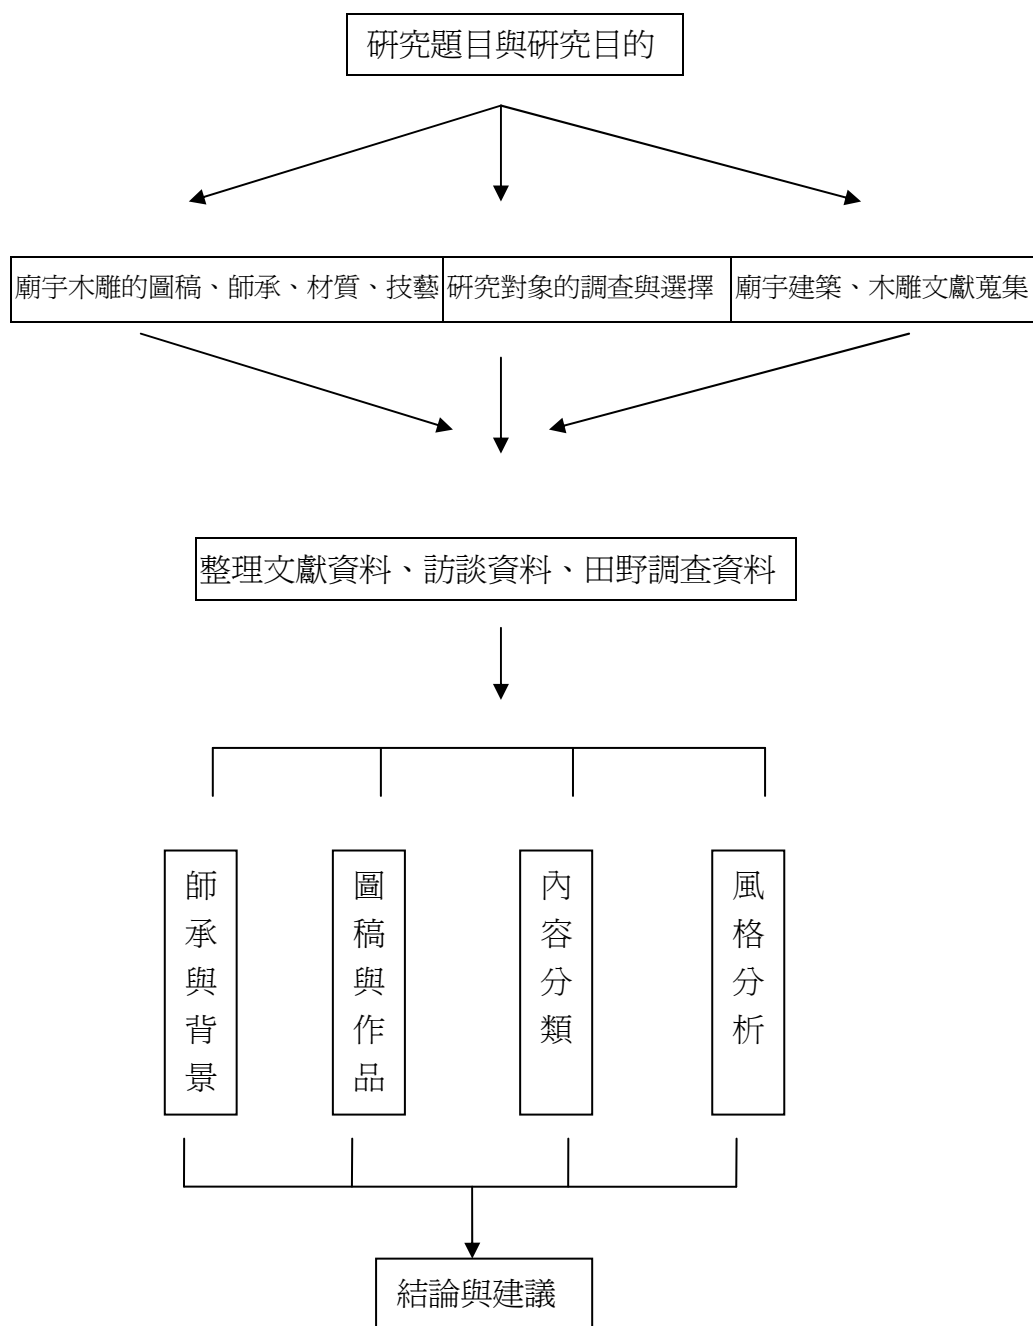 研究題目與研究目的
廟宇木雕的圖稿、師承、材質、技藝
研究對象的調查與選擇
廟宇建築、木雕文獻蒐集
整理文獻資料、訪談資料、田野調查資料
師承與背景
圖稿與作品
內容分類
風格分析
結論與建議